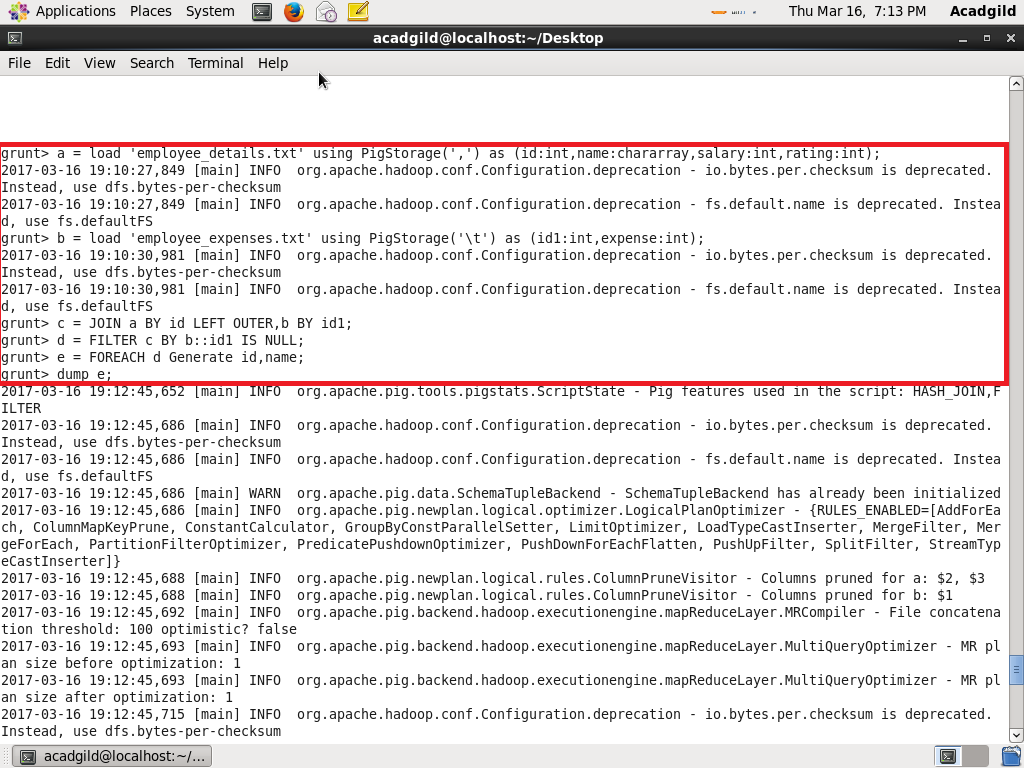 Applications Places System Thu Mar 16, 7:13 PM Acadgild
acadgild@localhost:~/Desktop
File Edit View Search Terminal Help
grunt> a = load 'employee_details.txt' using PigStorage(',') as (id:int,name:chararray,salary:int,rating:int);
2017-03-16 19:10:27,849 [main] INFO  org.apache.hadoop.conf.Configuration.deprecation - io.bytes.per.checksum is deprecated.
Instead, use dfs.bytes-per-checksum
2017-03-16 19:10:27,849 [main] INFO  org.apache.hadoop.conf.Configuration.deprecation - fs.default.name is deprecated. Instea
d, use fs.defaultFS
grunt> b = load 'employee_expenses.txt' using PigStorage('\t') as (id1:int,expense:int);
2017-03-16 19:10:30,981 [main] INFO  org.apache.hadoop.conf.Configuration.deprecation - io.bytes.per.checksum is deprecated.
Instead, use dfs.bytes-per-checksum
2017-03-16 19:10:30,981 [main] INFO  org.apache.hadoop.conf.Configuration.deprecation - fs.default.name is deprecated. Instea
d, use fs.defaultFS
grunt> c = JOIN a BY id LEFT OUTER,b BY id1;
grunt> d = FILTER c BY b::id1 IS NULL;
grunt> e = FOREACH d Generate id,name;
grunt> dump e;
2017-03-16 19:12:45,652 [main] INFO  org.apache.pig.tools.pigstats.ScriptState - Pig features used in the script: HASH_JOIN,F
ILTER
2017-03-16 19:12:45,686 [main] INFO  org.apache.hadoop.conf.Configuration.deprecation - io.bytes.per.checksum is deprecated.
Instead, use dfs.bytes-per-checksum
2017-03-16 19:12:45,686 [main] INFO  org.apache.hadoop.conf.Configuration.deprecation - fs.default.name is deprecated. Instea
d, use fs.defaultFS
2017-03-16 19:12:45,686 [main] WARN  org.apache.pig.data.SchemaTupleBackend - SchemaTupleBackend has already been initialized
2017-03-16 19:12:45,686 [main] INFO  org.apache.pig.newplan.logical.optimizer.LogicalPlanOptimizer - {RULES_ENABLED=[AddForEa
ch, ColumnMapKeyPrune, ConstantCalculator, GroupByConstParallelSetter, LimitOptimizer, LoadTypeCastInserter, MergeFilter, Mer
geForEach, PartitionFilterOptimizer, PredicatePushdownOptimizer, PushDownForEachFlatten, PushUpFilter, SplitFilter, StreamTyp
eCastInserter]}
2017-03-16 19:12:45,688 [main] INFO  org.apache.pig.newplan.logical.rules.ColumnPruneVisitor - Columns pruned for a: $2, $3
2017-03-16 19:12:45,688 [main] INFO  org.apache.pig.newplan.logical.rules.ColumnPruneVisitor - Columns pruned for b: $1
2017-03-16 19:12:45,692 [main] INFO  org.apache.pig.backend.hadoop.executionengine.mapReduceLayer.MRCompiler - File concatena
tion threshold: 100 optimistic? false
2017-03-16 19:12:45,693 [main] INFO  org.apache.pig.backend.hadoop.executionengine.mapReduceLayer.MultiQueryOptimizer - MR pl
an size before optimization: 1
2017-03-16 19:12:45,693 [main] INFO  org.apache.pig.backend.hadoop.executionengine.mapReduceLayer.MultiQueryOptimizer - MR pl
an size after optimization: 1
2017-03-16 19:12:45,715 [main] INFO  org.apache.hadoop.conf.Configuration.deprecation - io.bytes.per.checksum is deprecated.
Instead, use dfs.bytes-per-checksum
acadgild@localhost:~/...